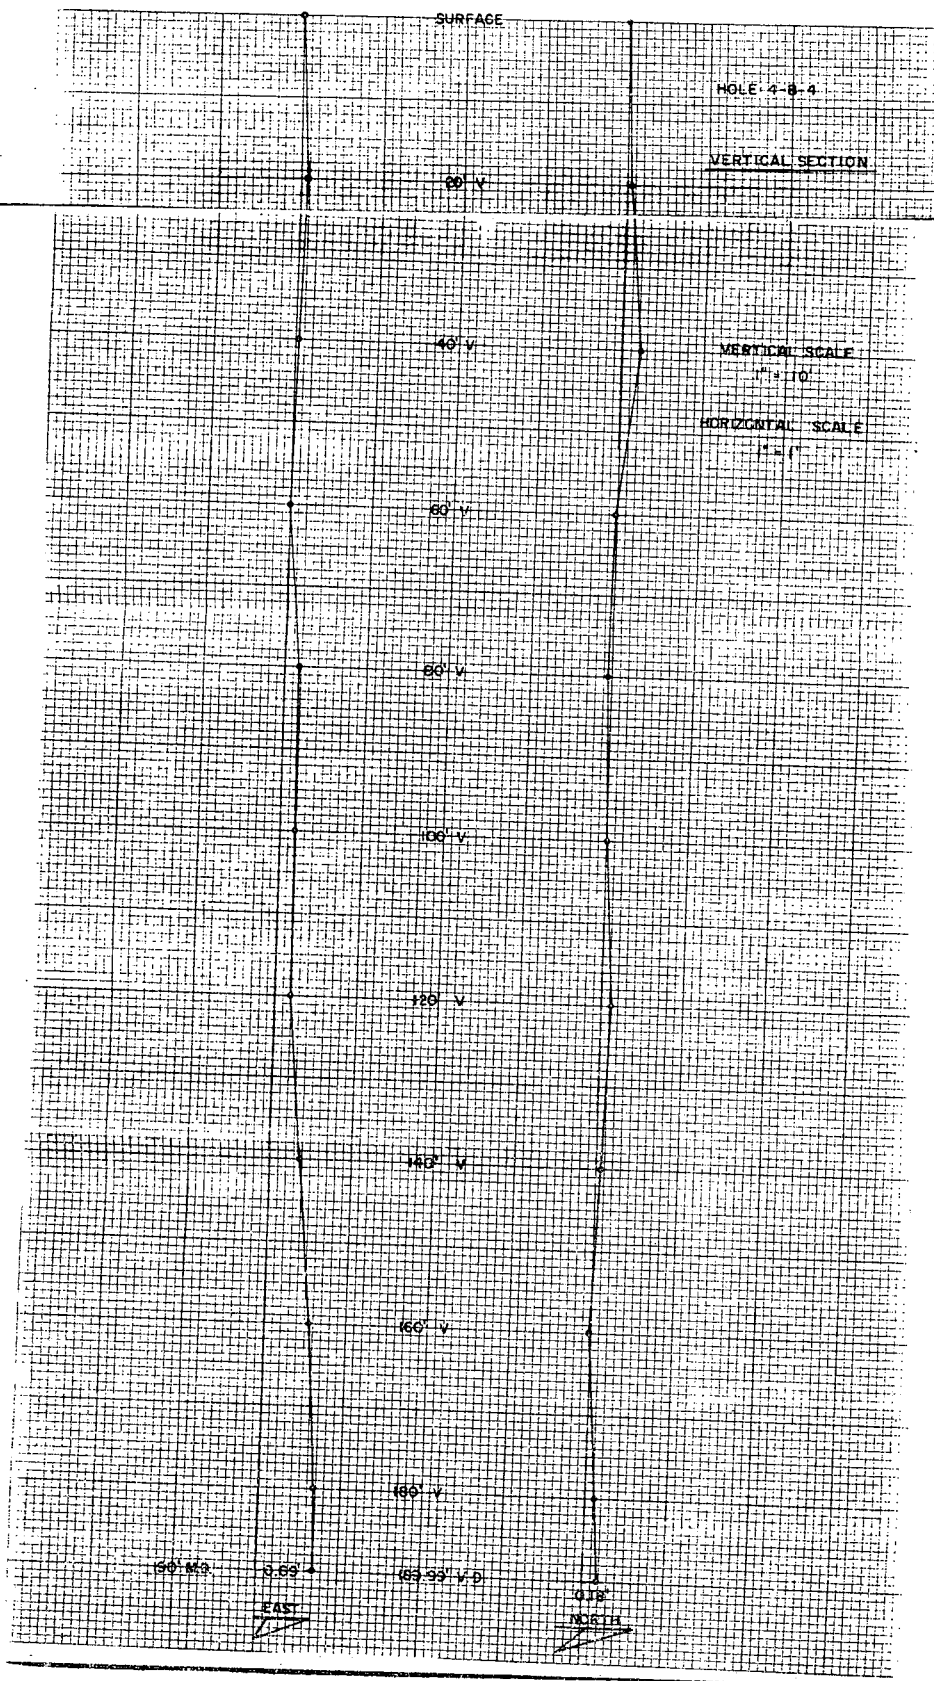 SURFACE
HOLE 4-B-4
VERTICAL SECTION
20' V
40' V
VERTICAL SCALE
1" = 10'
HORIZONTAL SCALE
1" = 1'
60' V
80' V
100' V
120' V
140' V
160' V
180' V
190' M.D. 0.69' 189.99' V.D.
0.18'
EAST
NORTH